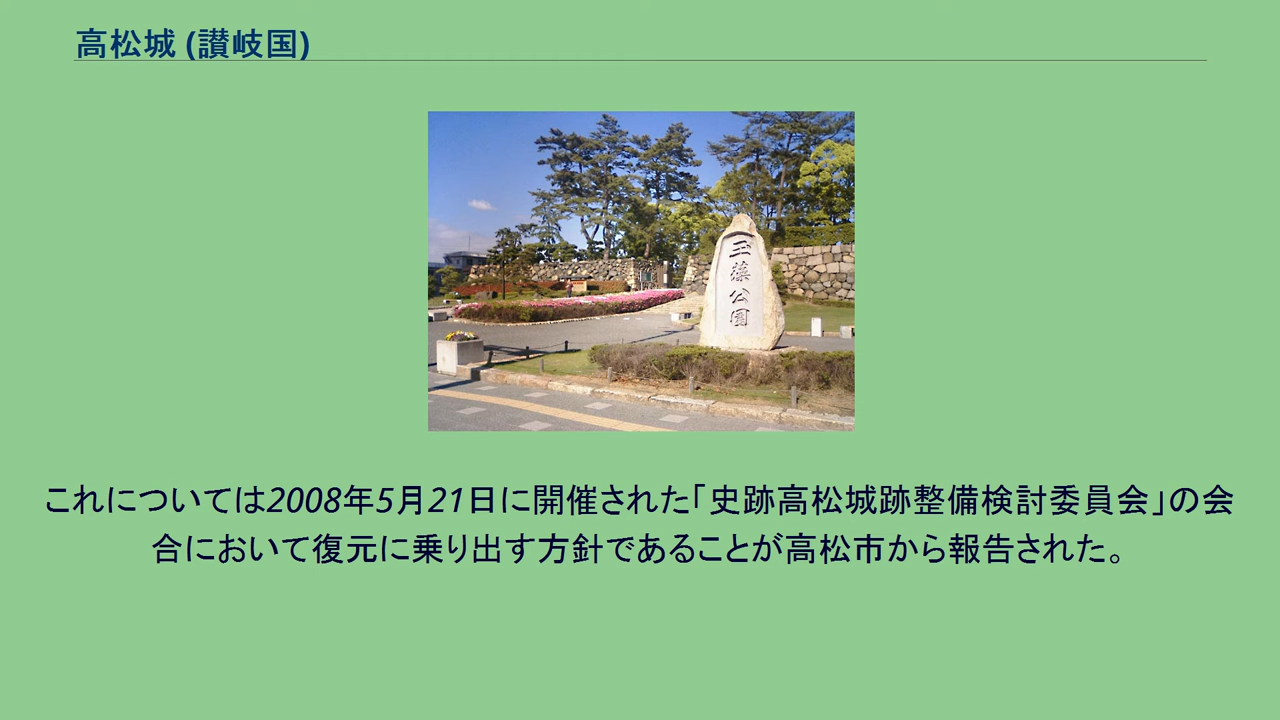 高松城 (讃岐国)
玉藻公園
これについては2008年5月21日に開催された「史跡高松城跡整備検討委員会」の会
合において復元に乗り出す方針であることが高松市から報告された。